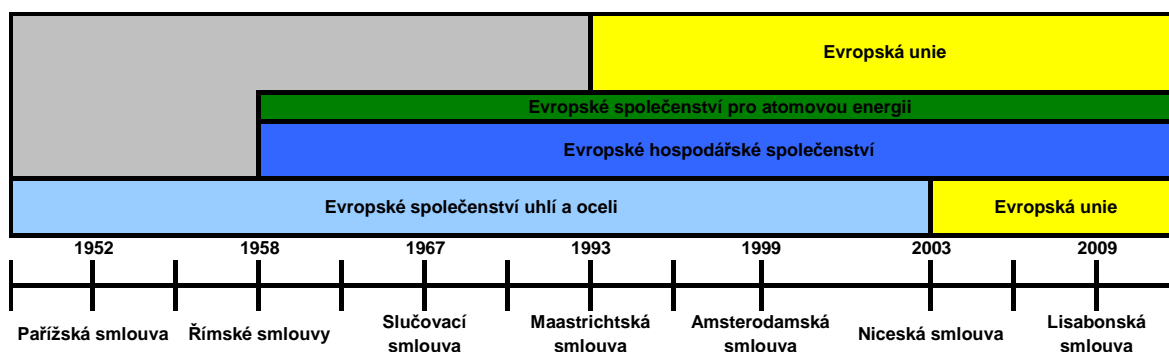 Evropská unie
Evropské společenství pro atomovou energii
Evropské hospodářské společenství
Evropské společenství uhlí a oceli
Evropská unie
1952
1958
1967
1993
1999
2003
2009
Pařížská smlouva
Římské smlouvy
Slučovací
smlouva
Maastrichtská
smlouva
Amsterodamská
smlouva
Niceská smlouva
Lisabonská
smlouva